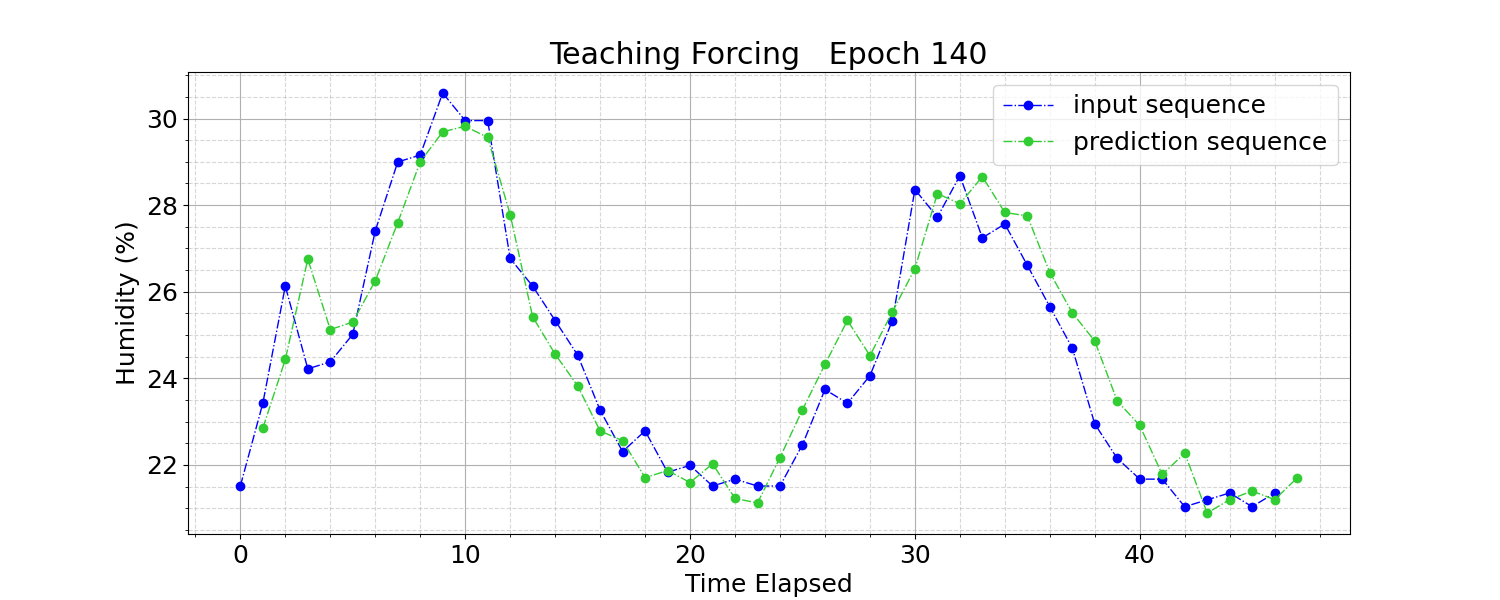 Teaching Forcing   Epoch 140
input sequence
prediction sequence
Humidity (%)
30
28
26
24
22
0 10 20 30 40
Time Elapsed